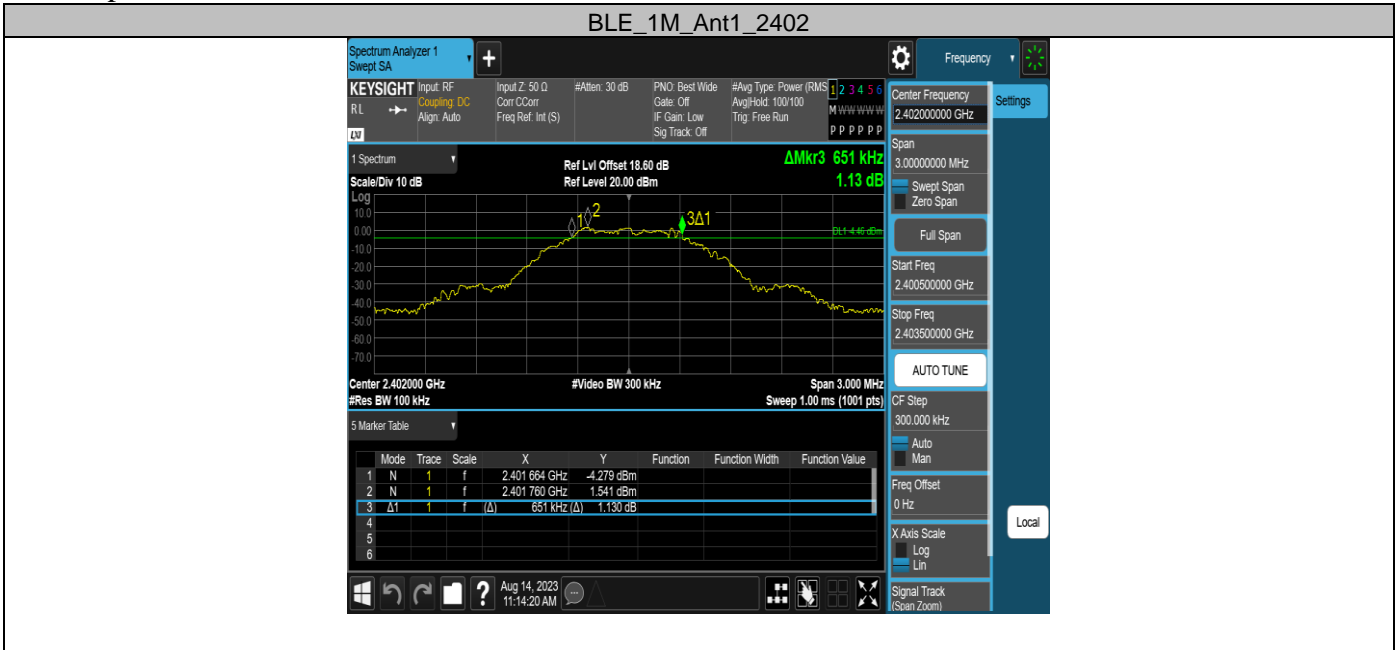 BLE_1M_Ant1_2402
Spectrum Analyzer 1
Swept SA
Frequency
KEYSIGHT
RL
LXI
Input: RF
Coupling: DC
Align: Auto
Input Z: 50 Ω
Corr CCorr
Freq Ref: Int (S)
#Atten: 30 dB
PNO: Best Wide
Gate: Off
IF Gain: Low
Sig Track: Off
#Avg Type: Power (RMS
Avg|Hold: 100/100
Trig: Free Run
1 2 3 4 5 6
M W W W W W
P P P P P P
1 Spectrum
Scale/Div 10 dB
Ref Lvl Offset 18.60 dB
Ref Level 20.00 dBm
ΔMkr3 651 kHz
1.13 dB
Log
10.0
0.00
-10.0
-20.0
-30.0
-40.0
-50.0
-60.0
-70.0
1
2
3Δ1
DL1 -4.46 dBm
Center 2.402000 GHz
#Video BW 300 kHz
Span 3.000 MHz
#Res BW 100 kHz
Sweep 1.00 ms (1001 pts)
5 Marker Table
Mode Trace Scale X Y Function Function Width Function Value
1 N 1 f 2.401 664 GHz -4.279 dBm
2 N 1 f 2.401 760 GHz 1.541 dBm
3 Δ1 1 f (Δ) 651 kHz (Δ) 1.130 dB
4
5
6
?
Aug 14, 2023
11:14:20 AM
Center Frequency
2.402000000 GHz
Settings
Span
3.00000000 MHz
Swept Span
Zero Span
Full Span
Start Freq
2.400500000 GHz
Stop Freq
2.403500000 GHz
AUTO TUNE
CF Step
300.000 kHz
Auto
Man
Freq Offset
0 Hz
Local
X Axis Scale
Log
Lin
Signal Track
(Span Zoom)